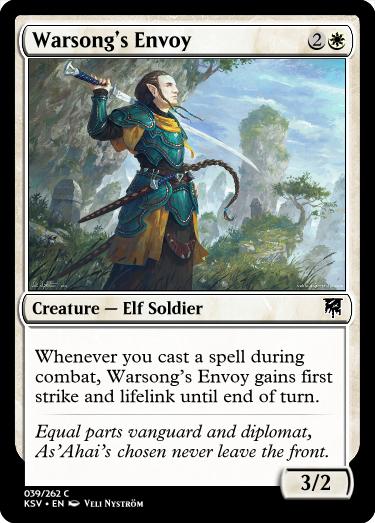 Warsong's Envoy 2
Creature — Elf Soldier
Whenever you cast a spell during
combat, Warsong's Envoy gains first
strike and lifelink until end of turn.
Equal parts vanguard and diplomat,
As'Ahai's chosen never leave the front.
3/2
039/262 C
KSV • EN Veli Nyström